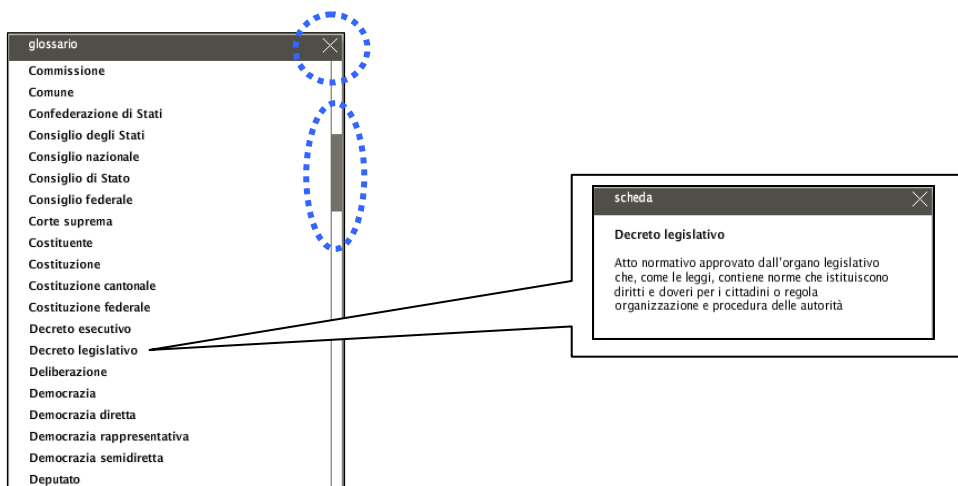 glossario
Commissione
Comune
Confederazione di Stati
Consiglio degli Stati
Consiglio nazionale
Consiglio di Stato
Consiglio federale
Corte suprema
Costituente
Costituzione
Costituzione cantonale
Costituzione federale
Decreto esecutivo
Decreto legislativo
Deliberazione
Democrazia
Democrazia diretta
Democrazia rappresentativa
Democrazia semidiretta
Deputato
scheda
Decreto legislativo
Atto normativo approvato dall'organo legislativo
che, come le leggi, contiene norme che istituiscono
diritti e doveri per i cittadini o regola
organizzazione e procedura delle autorità